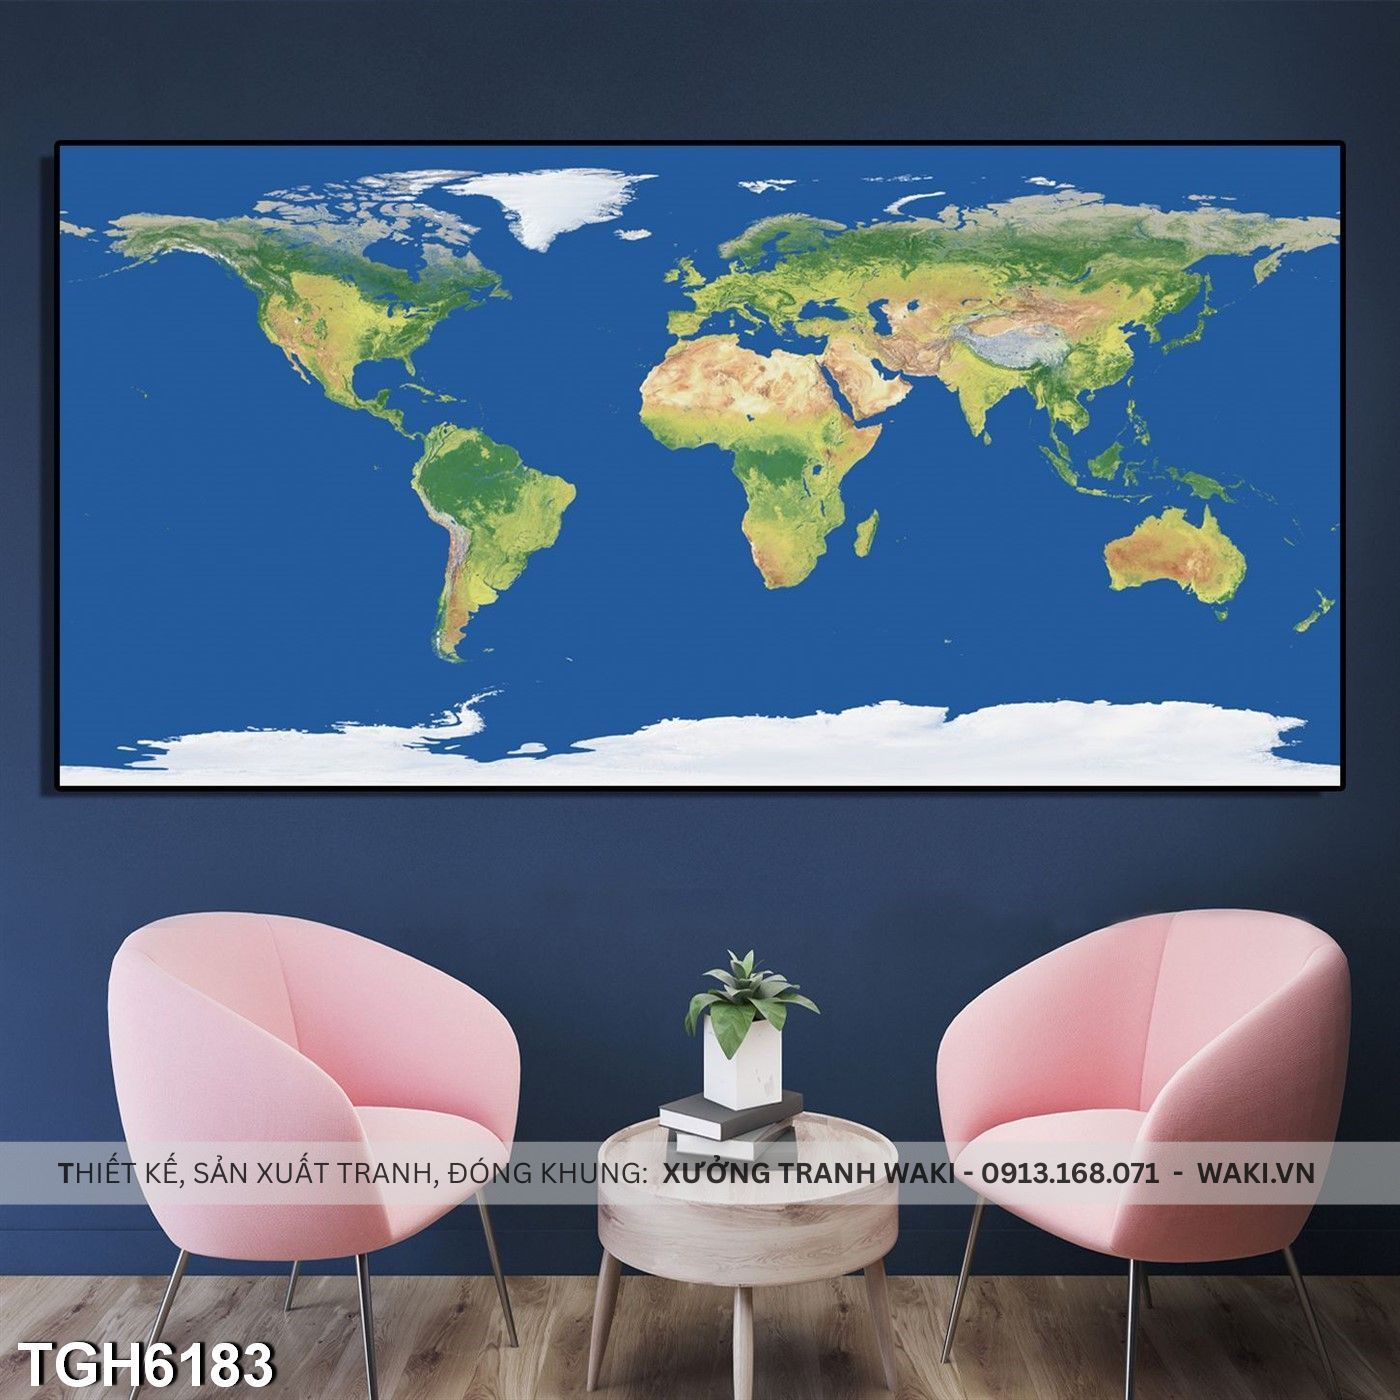 THIẾT KẾ, SẢN XUẤT TRANH, ĐÓNG KHUNG: XƯỞNG TRANH WAKI - 0913.168.071 - WAKI.VN
TGH6183